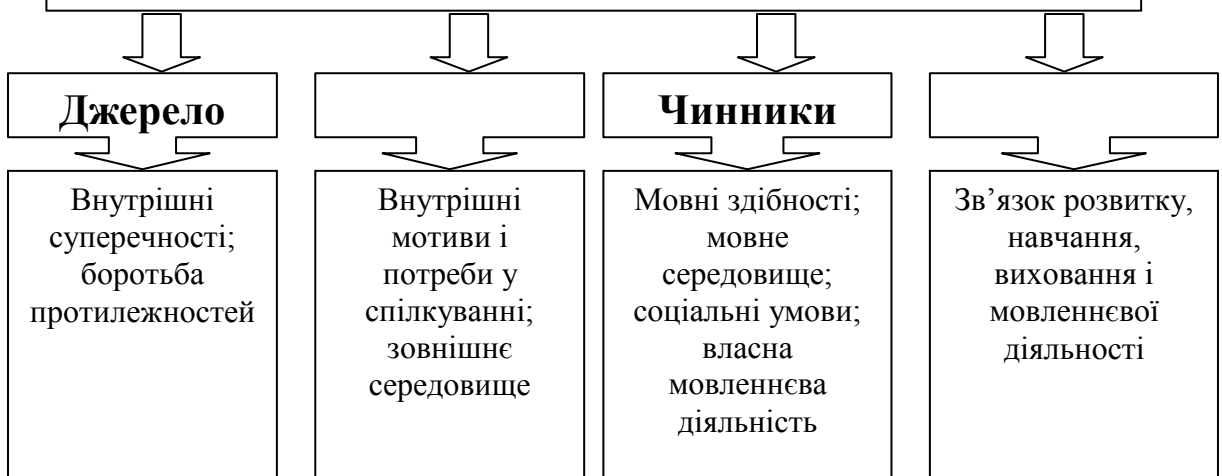 Джерело
Чинники
Внутрішні
суперечності;
боротьба
протилежностей
Внутрішні
мотиви і
потреби у
спілкуванні;
зовнішнє
середовище
Мовні здібності;
мовне
середовище;
соціальні умови;
власна
мовленнєва
діяльність
Зв’язок розвитку,
навчання,
виховання і
мовленнєвої
діяльності